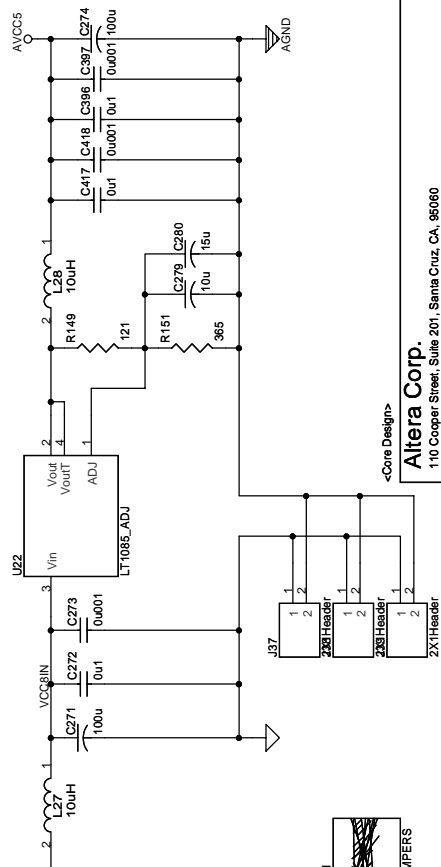 AVCC5
C274
100u
AGND
C397
0u001
C396
0u1
C418
0u001
C417
0u1
1
L28
10uH
2
C280
15u
C279
10u
R149
121
R151
365
U22
Vin
Vout
VoutT
ADJ
2
4
1
3
LT1085_ADJ
C273
0u001
C272
0u1
VCC8IN
C271
100u
1
L27
10uH
2
J37
1
2
1
2
1
2
1
2
1
2
1
2
2X1Header
<Core Design>
Altera Corp.
110 Cooper Street, Suite 201, Santa Cruz, CA, 95060